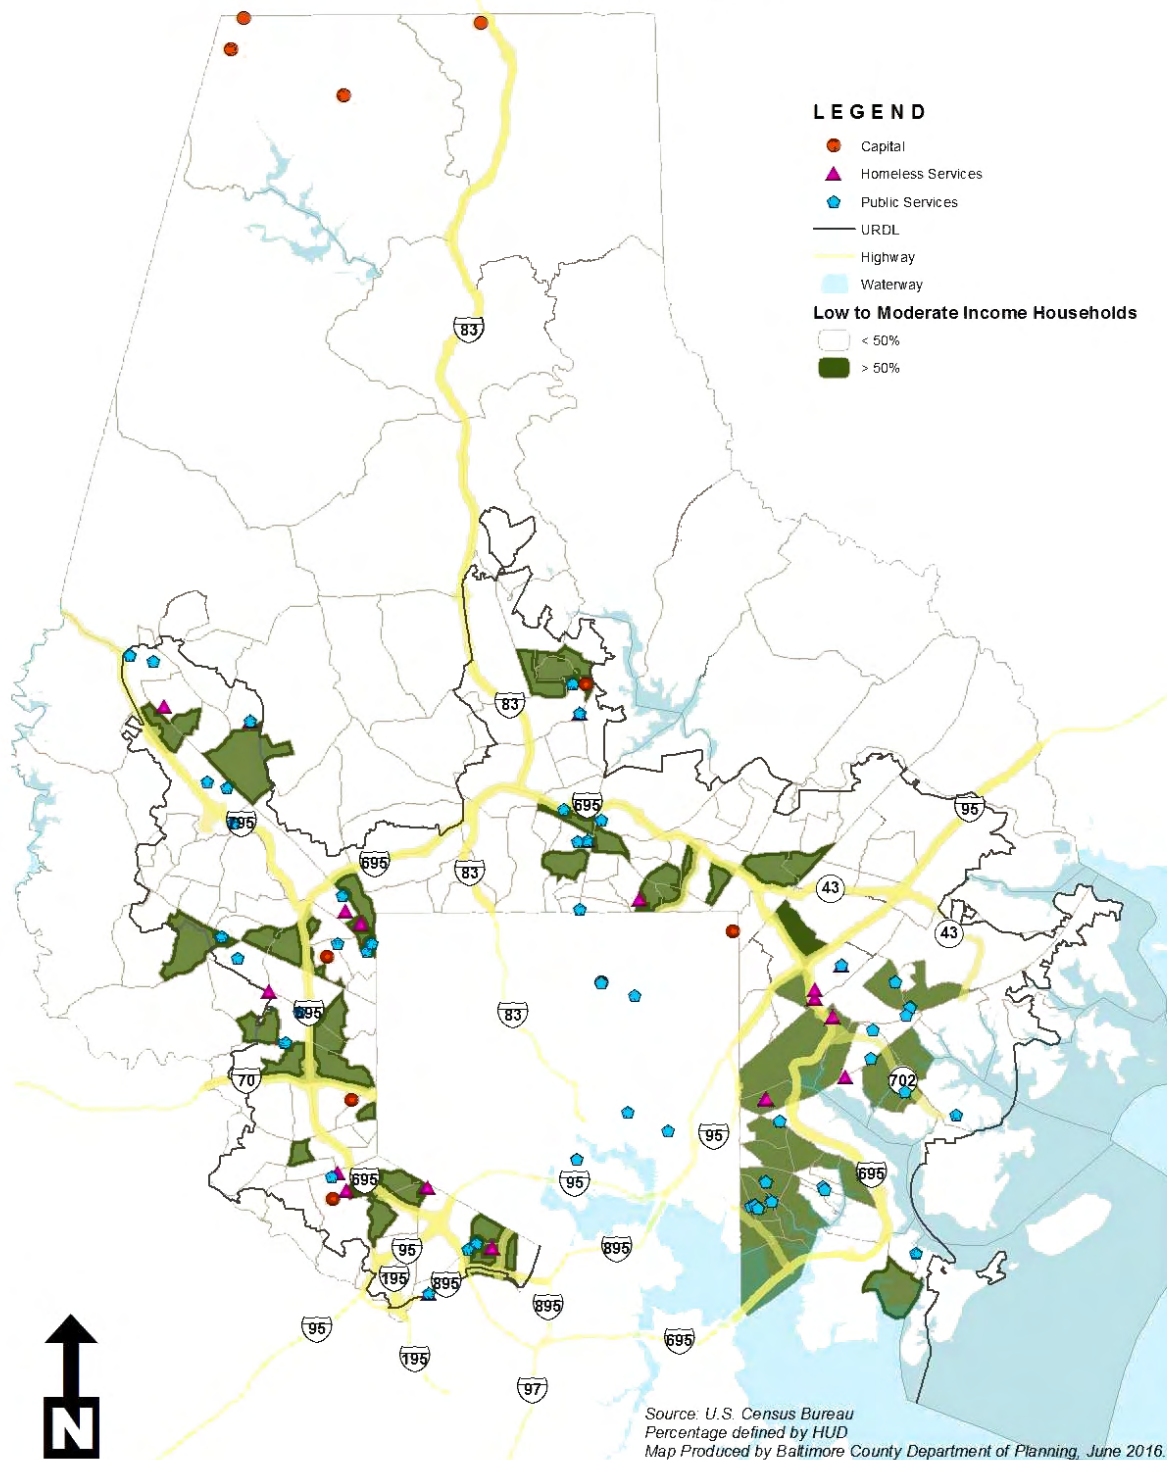 LEGEND
Capital
Homeless Services
Public Services
URDL
Highway
Waterway
Low to Moderate Income Households
< 50%
> 50%
83
83
695
95
795
695
83
43
43
83
695
70
702
95
695
95
695
95
895
195
895
895
95
695
195
97
N
Source: U.S. Census Bureau
Percentage defined by HUD
Map Produced by Baltimore County Department of Planning, June 2016.